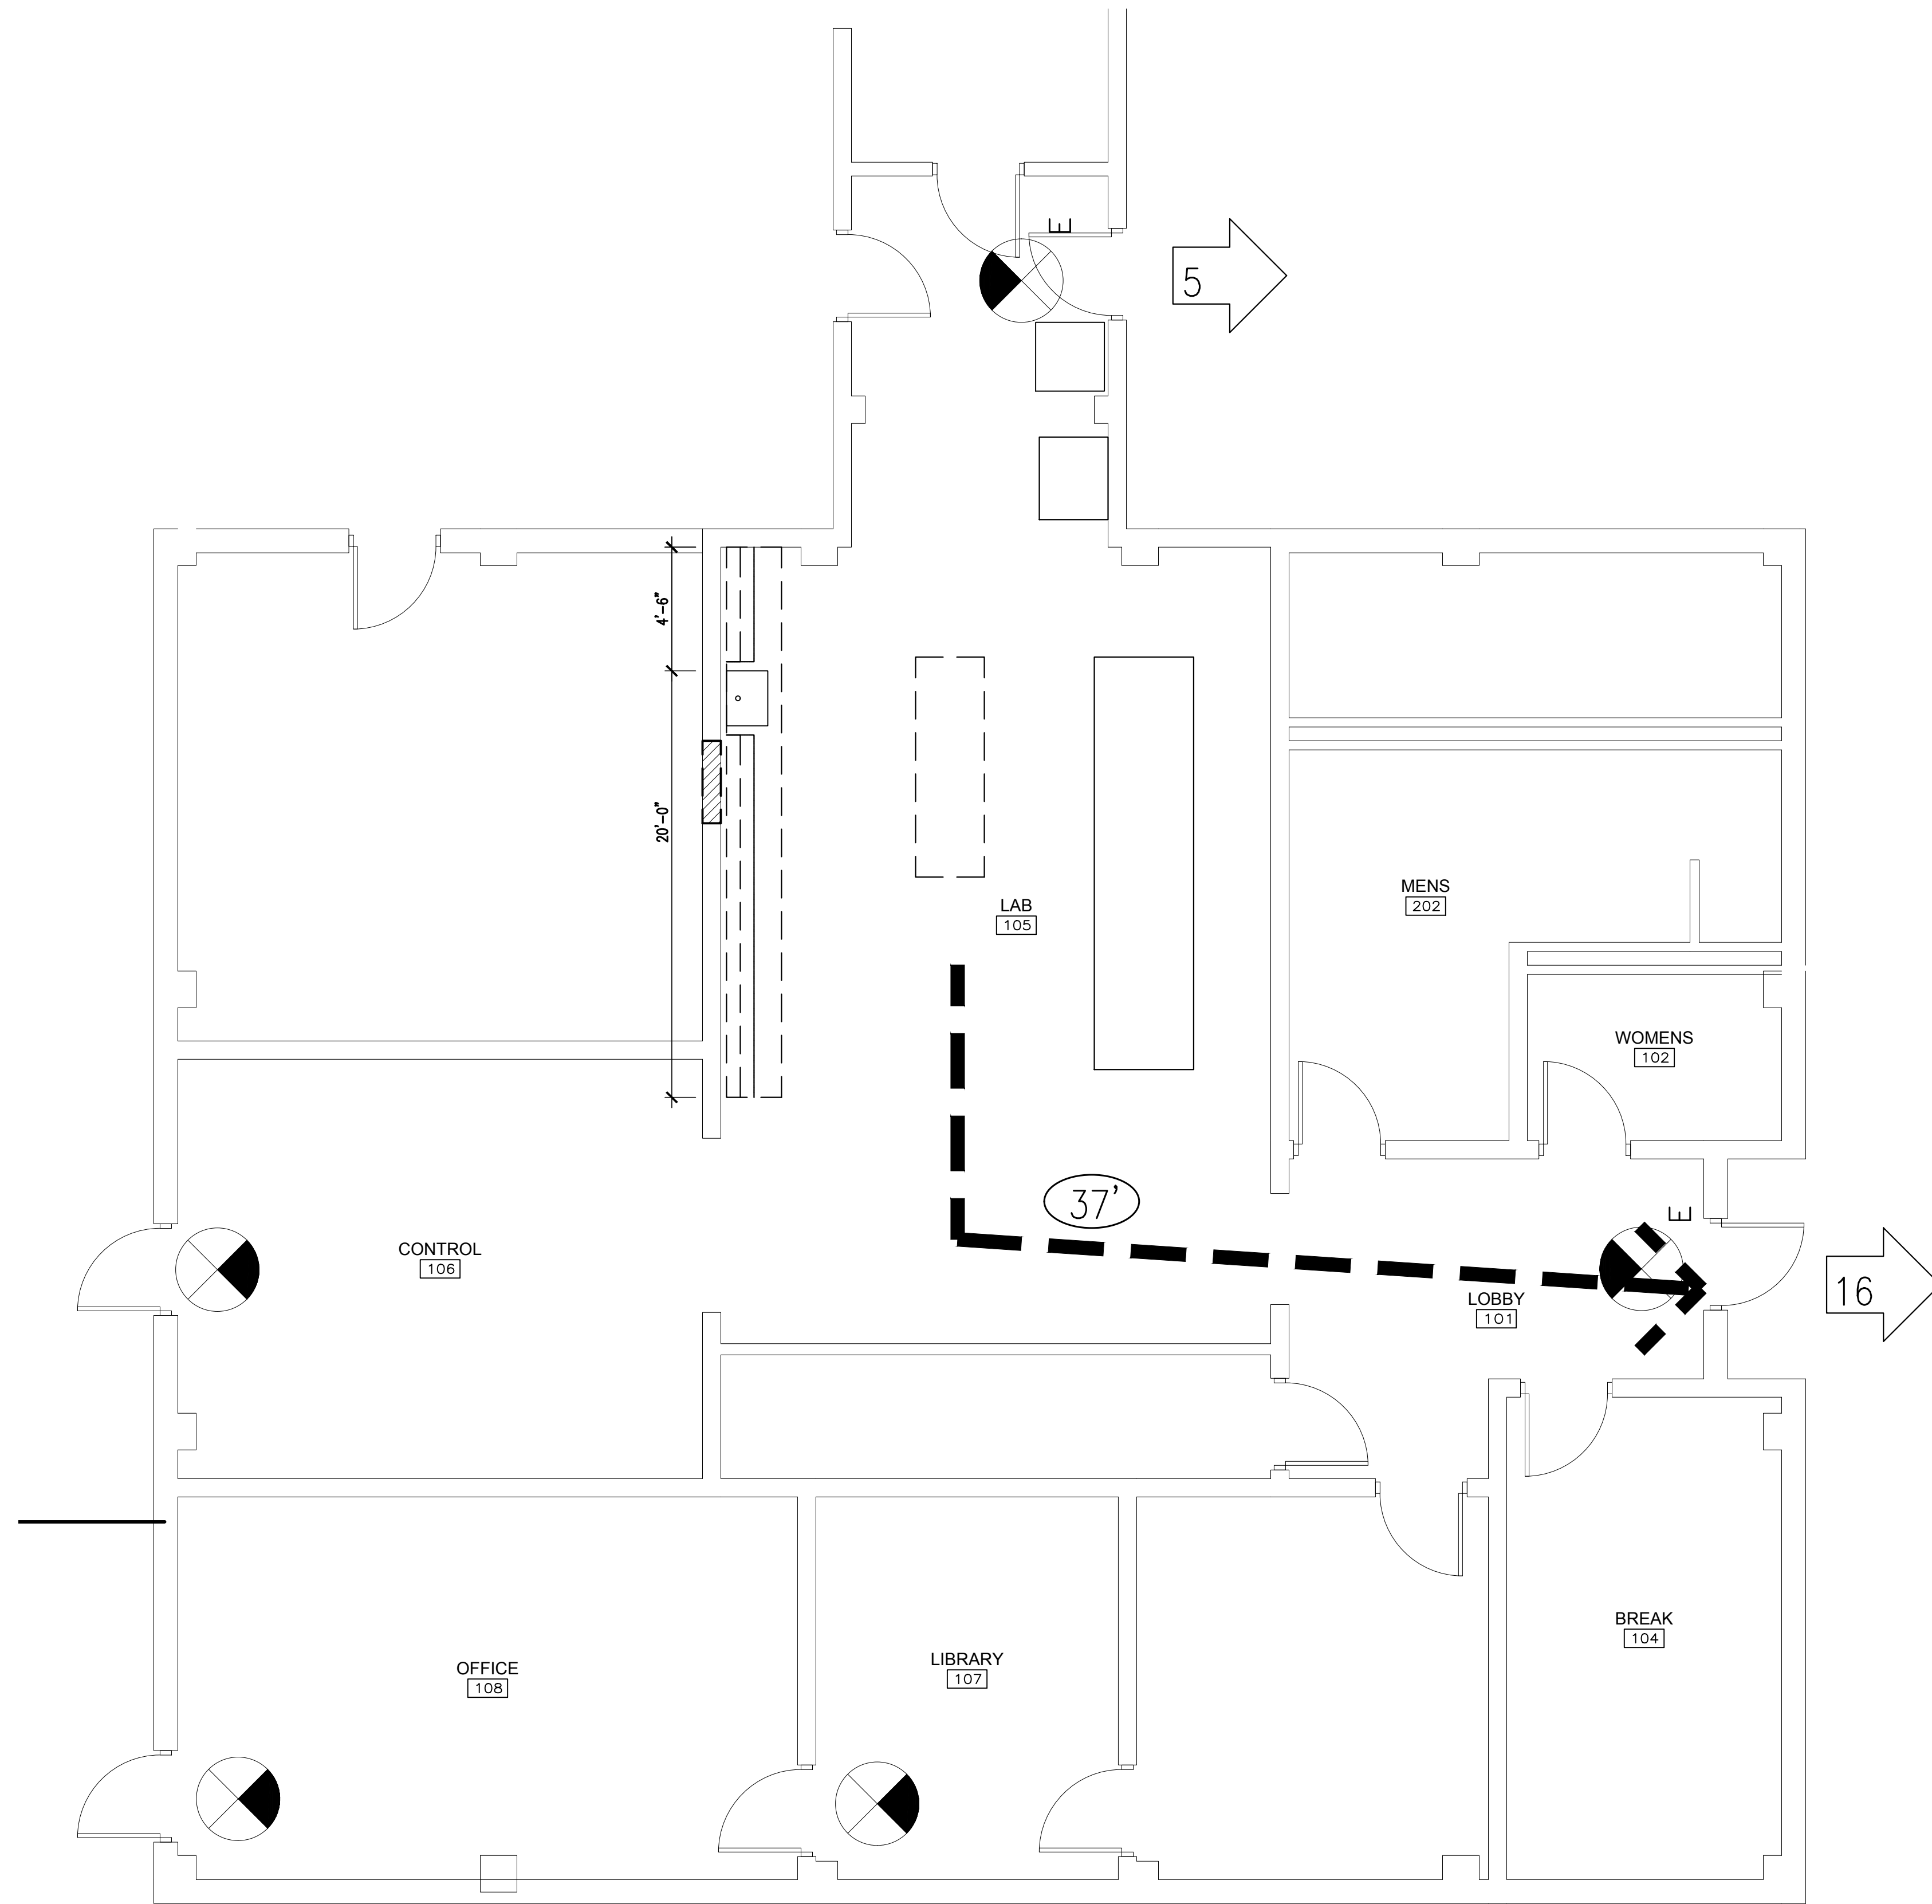 E
5
4'-6"
20'-0"
LAB
105
MENS
202
WOMENS
102
37'
E
CONTROL
106
LOBBY
101
16
BREAK
104
OFFICE
108
LIBRARY
107